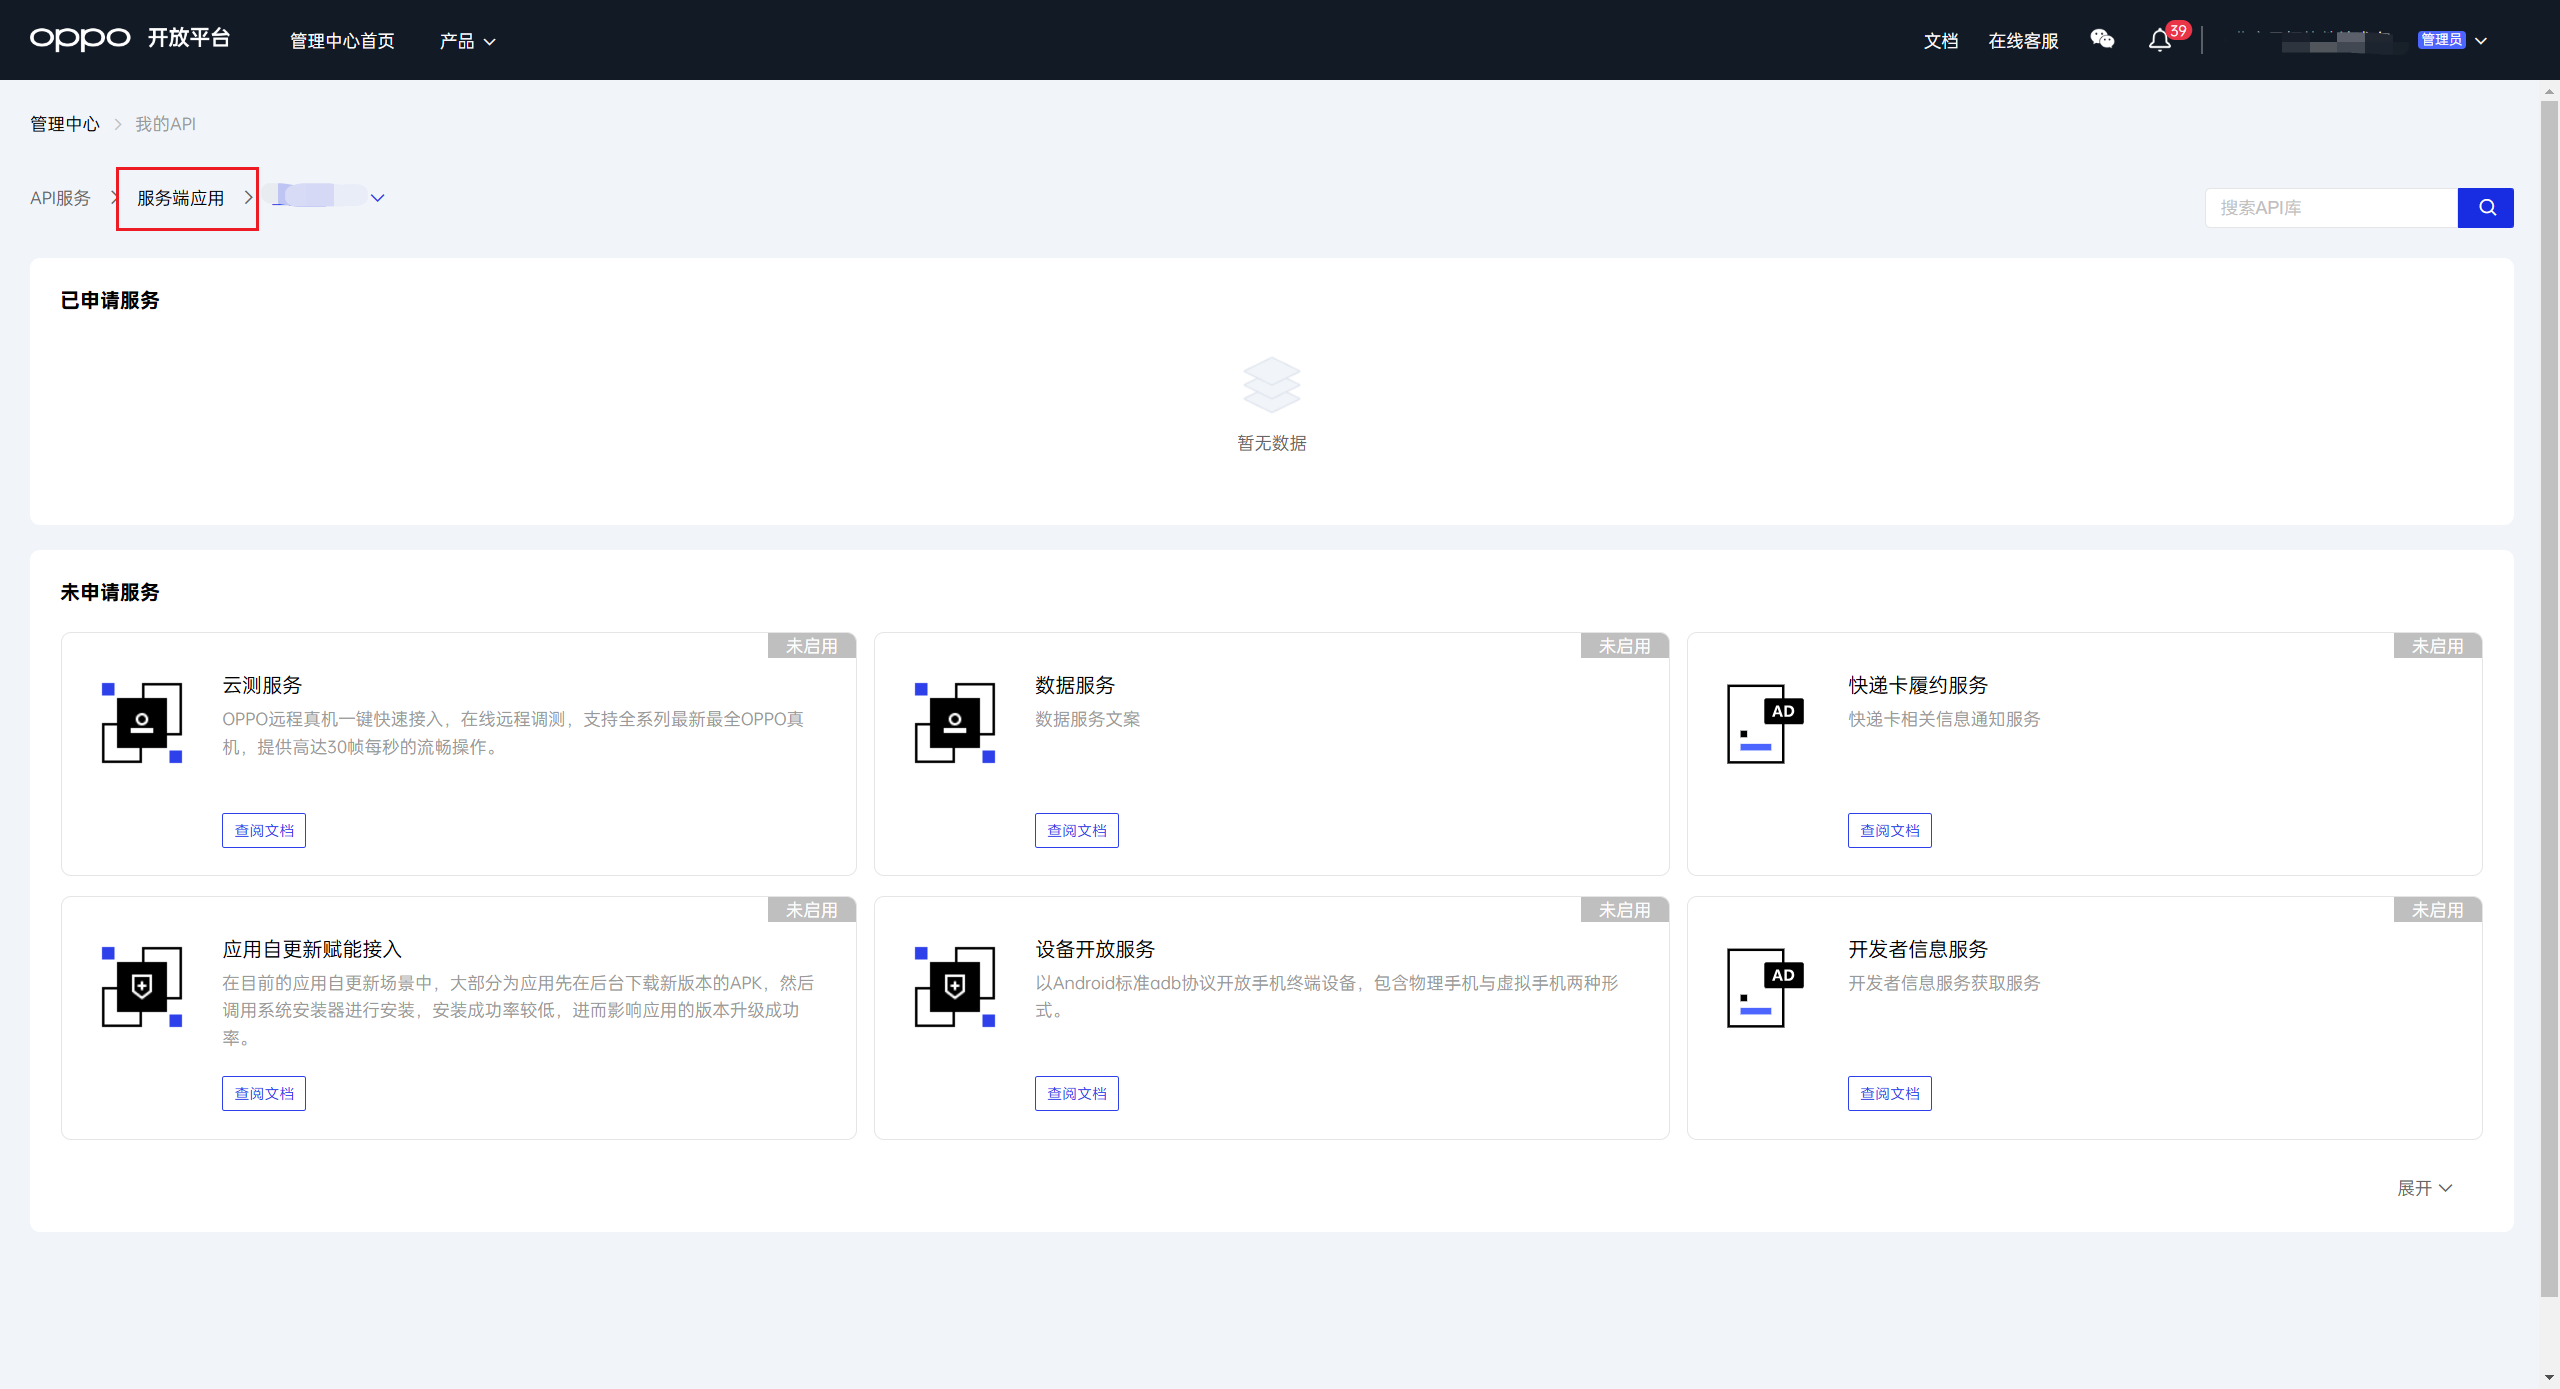 oppo 开放平台 管理中心首页 产品 文档 在线客服 39 管理员
管理中心 > 我的API
API服务 > 服务端应用 >
搜索API库
已申请服务
暂无数据
未申请服务
未启用
云测服务
OPPO远程真机一键快速接入，在线远程调测，支持全系列最新最全OPPO真
机，提供高达30帧每秒的流畅操作。
查阅文档
未启用
数据服务
数据服务文案
查阅文档
未启用
快递卡履约服务
AD
快递卡相关信息通知服务
查阅文档
未启用
应用自更新赋能接入
在目前的应用自更新场景中，大部分为应用先在后台下载新版本的APK，然后
调用系统安装器进行安装，安装成功率较低，进而影响应用的版本升级成功
率。
查阅文档
未启用
设备开放服务
以Android标准adb协议开放手机终端设备，包含物理手机与虚拟手机两种形
式。
查阅文档
未启用
开发者信息服务
AD
开发者信息服务获取服务
查阅文档
展开